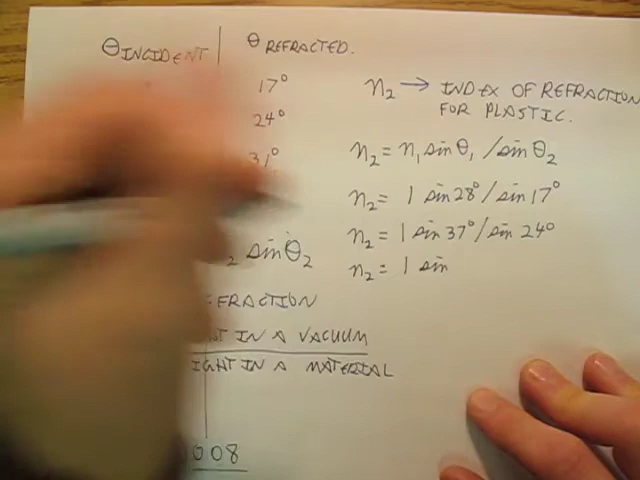 θ INCIDENT
θ REFRACTED.
17°
24°
31°
n₂ → INDEX OF REFRACTION
FOR PLASTIC.
n₂ = n₁ sin θ₁ / sin θ₂
n₂ = 1 sin 28° / sin 17°
n₂ = 1 sin 37° / sin 24°
n₂ = 1 sin
₂ sin θ₂
FRACTION
IN A VACUUM
IN A MATERIAL
008